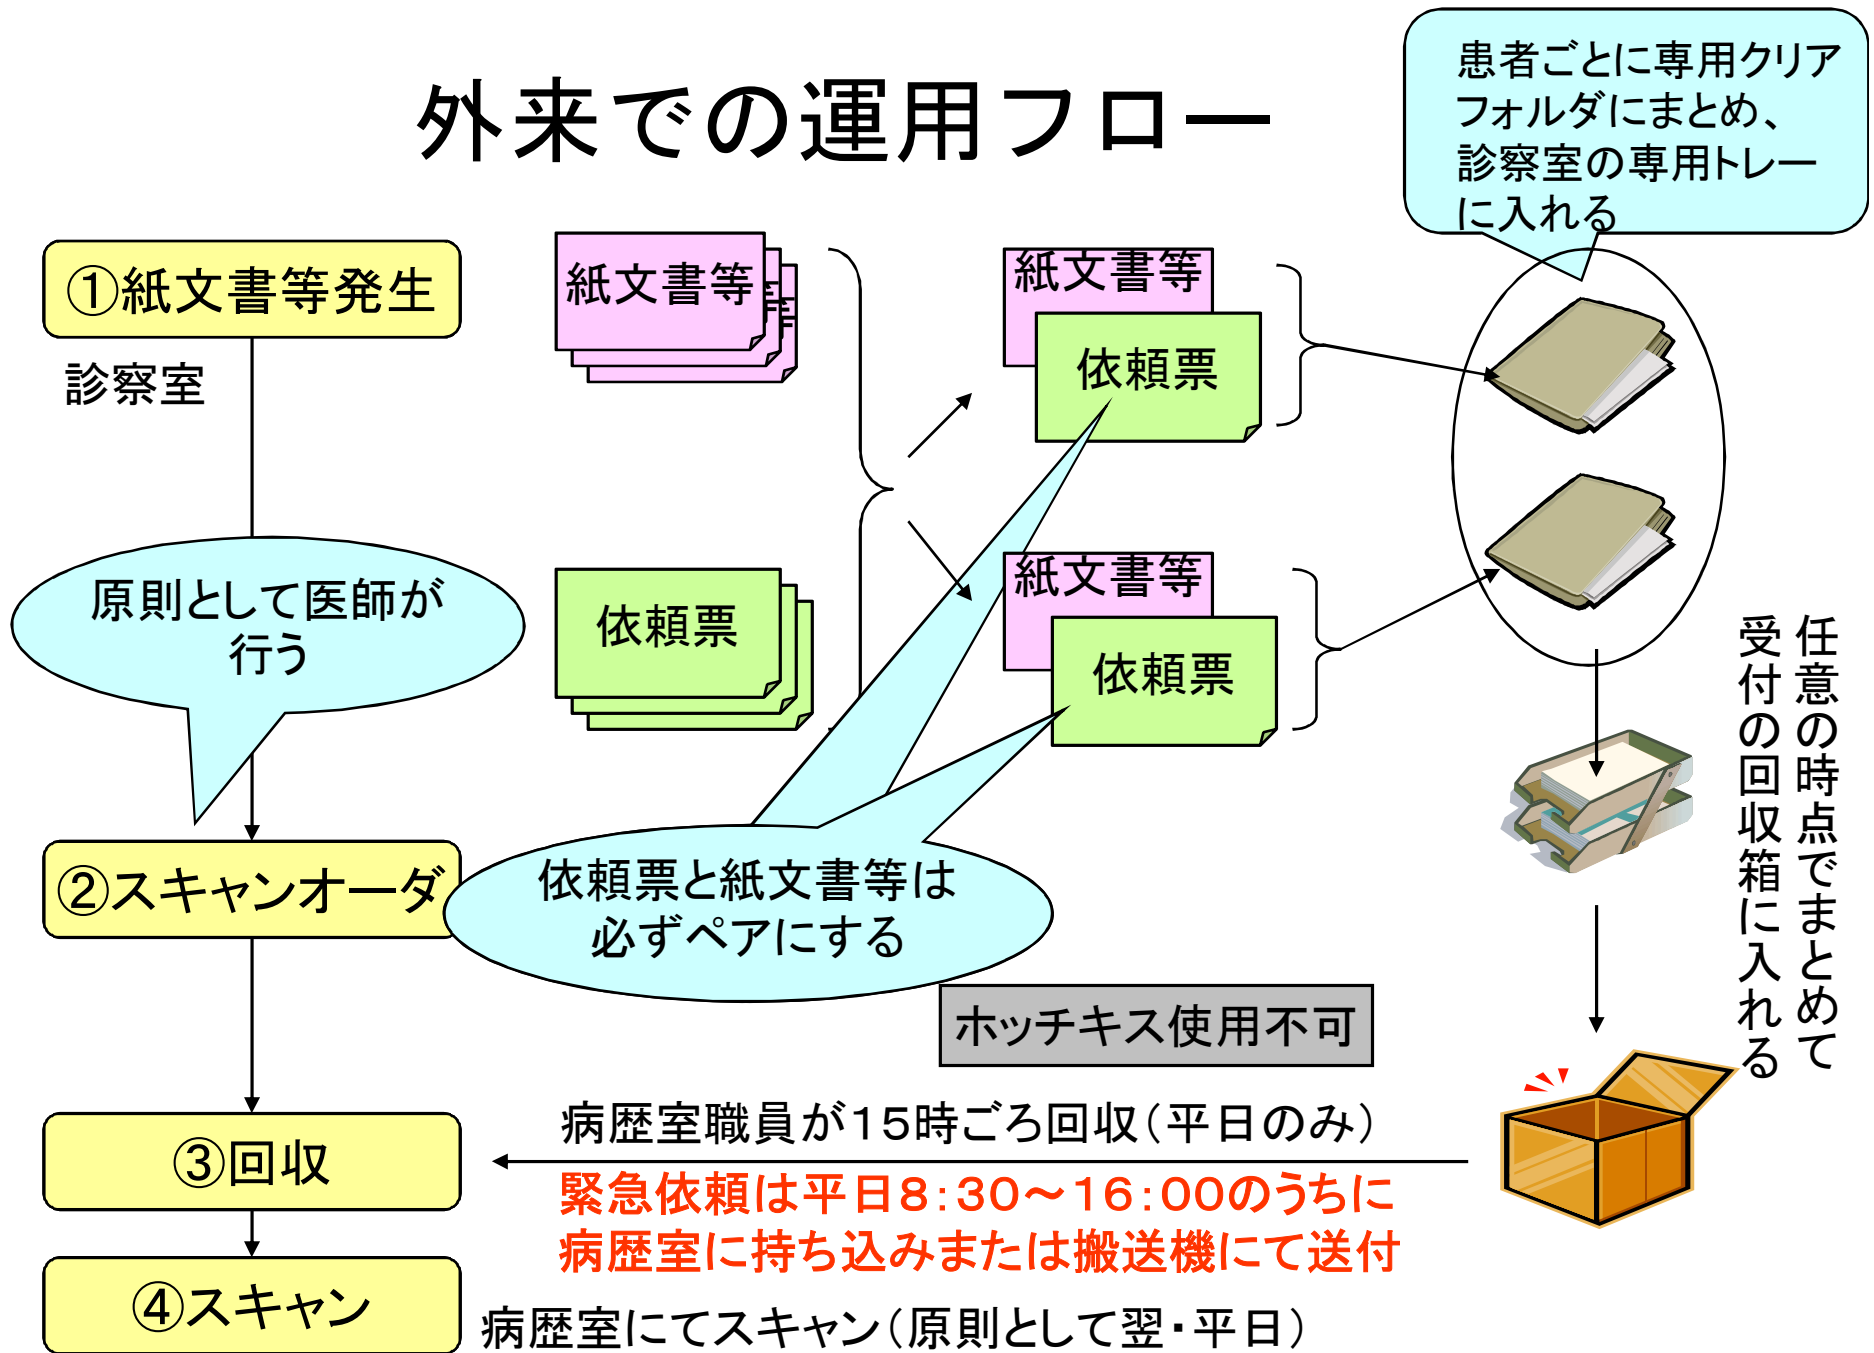 外来での運用フロー
患者ごとに専用クリア
フォルダにまとめ、
診察室の専用トレー
に入れる
①紙文書等発生
診察室
紙文書等
紙文書等
依頼票
原則として医師が
行う
依頼票
紙文書等
依頼票
任意の時点でまとめて
受付の回収箱に入れる
②スキャンオーダ
依頼票と紙文書等は
必ずペアにする
ホッチキス使用不可
③回収
病歴室職員が15時ごろ回収(平日のみ)
緊急依頼は平日8:30～16:00のうちに
病歴室に持ち込みまたは搬送機にて送付
④スキャン
病歴室にてスキャン(原則として翌・平日)